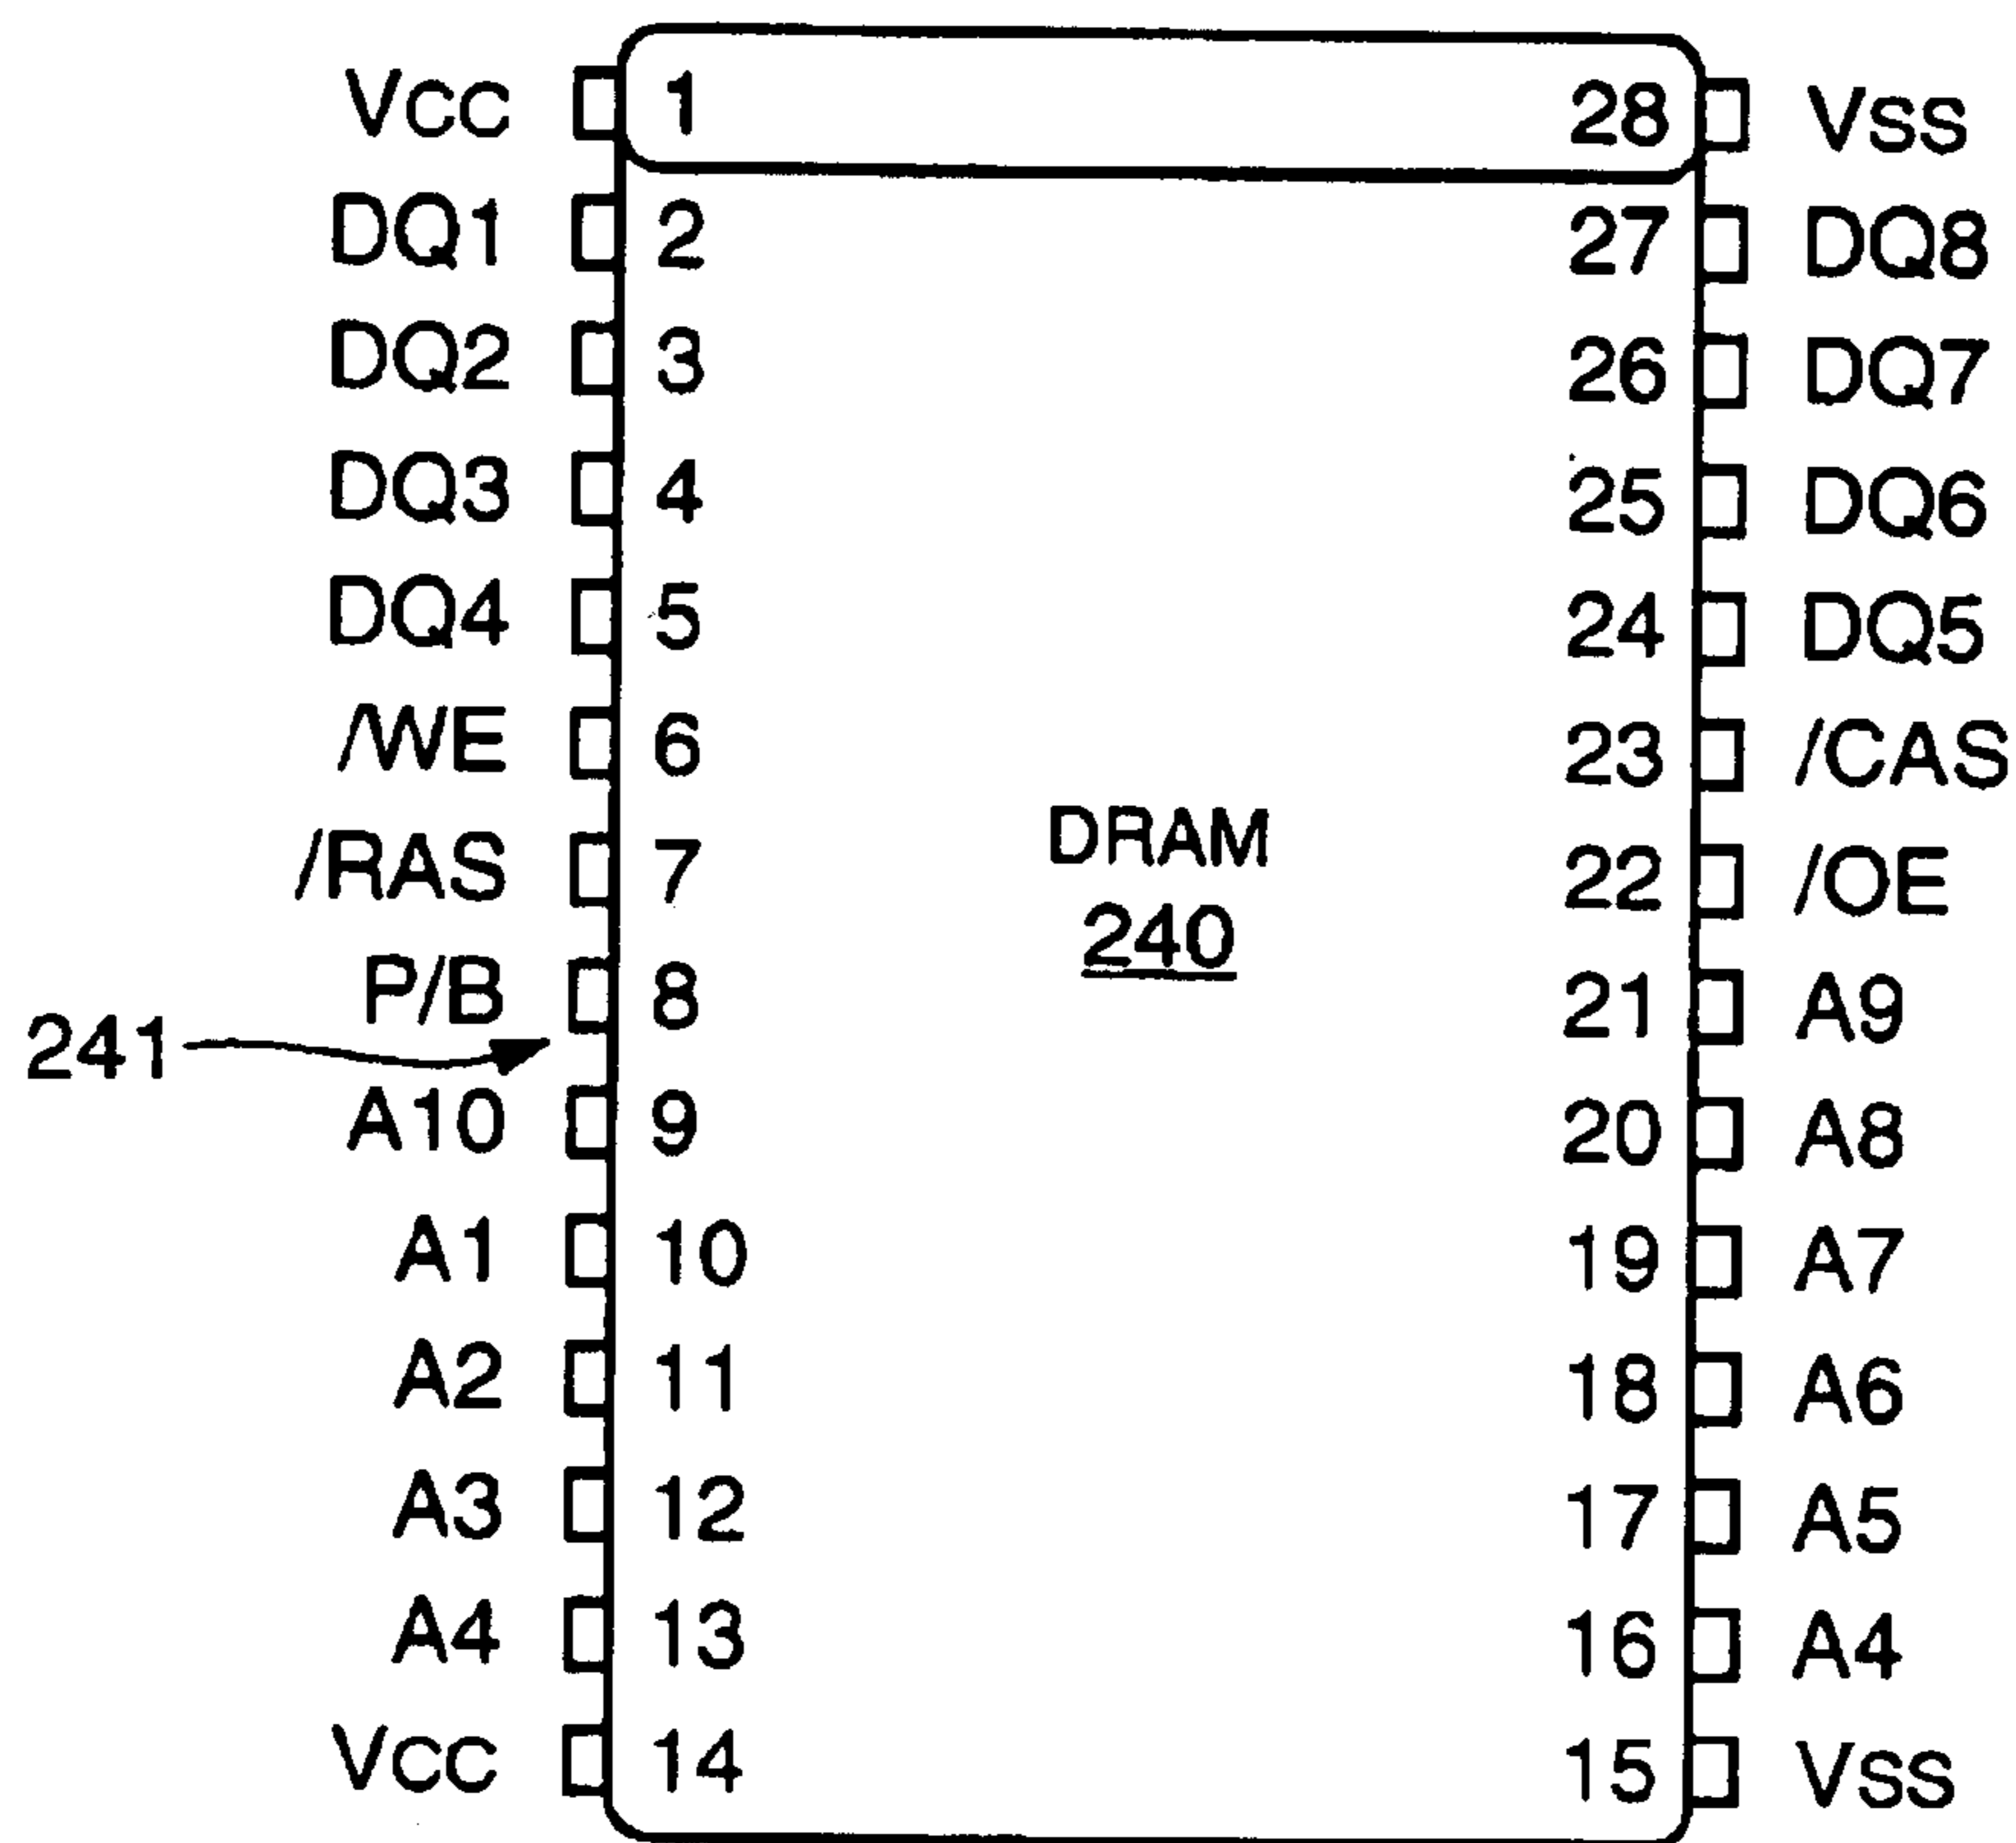 VCC 1 28 VSS
DQ1 2 27 DQ8
DQ2 3 26 DQ7
DQ3 4 25 DQ6
DQ4 5 24 DQ5
/WE 6 23 /CAS
/RAS 7 DRAM 22 /OE
240
P/B 8 21 A9
241
A10 9 20 A8
A1 10 19 A7
A2 11 18 A6
A3 12 17 A5
A4 13 16 A4
VCC 14 15 VSS